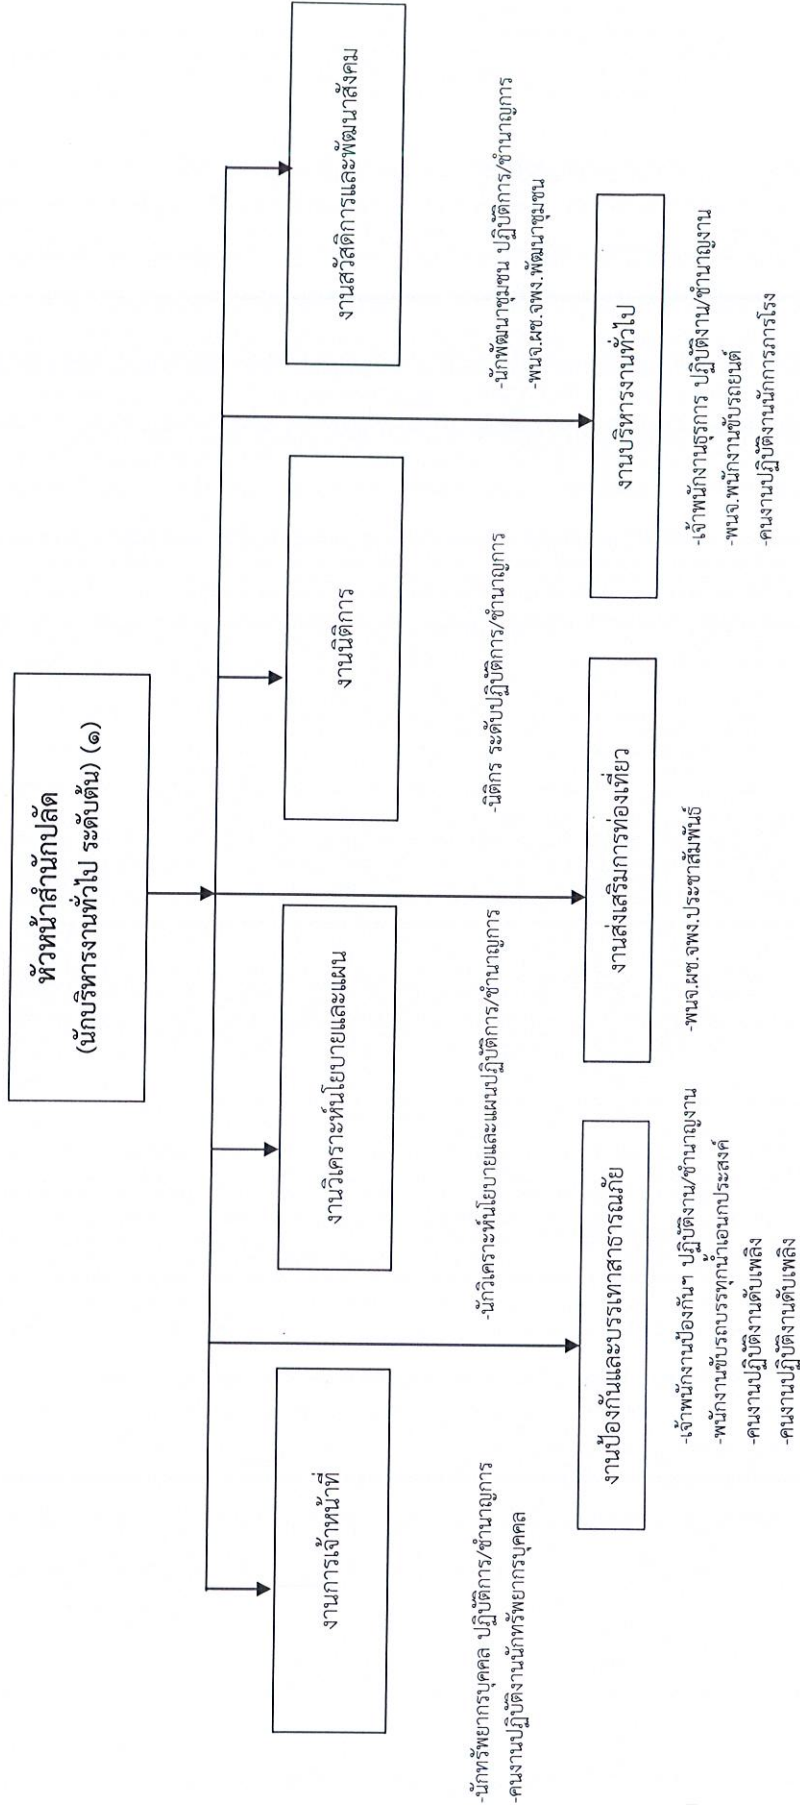 หัวหน้าสำนักปลัด
(นักบริหารงานทั่วไป ระดับต้น) (๑)
งานการเจ้าหน้าที่
งานวิเคราะห์นโยบายและแผน
งานนิติการ
งานสวัสดิการและพัฒนาสังคม
-นักทรัพยากรบุคคล ปฏิบัติการ/ชำนาญการ
-คนงานปฏิบัติงานนักทรัพยากรบุคคล
-นักวิเคราะห์นโยบายและแผนปฏิบัติการ/ชำนาญการ
-นิติกร ระดับปฏิบัติการ/ชำนาญการ
-นักพัฒนาชุมชน ปฏิบัติการ/ชำนาญการ
-พนจ.ผช.จพง.พัฒนาชุมชน
งานป้องกันและบรรเทาสาธารณภัย
งานส่งเสริมการท่องเที่ยว
งานบริหารงานทั่วไป
-เจ้าพนักงานป้องกันฯ ปฏิบัติงาน/ชำนาญงาน
-พนักงานขับรถบรรทุกน้ำเอนกประสงค์
-คนงานปฏิบัติงานดับเพลิง
-คนงานปฏิบัติงานดับเพลิง
-พนจ.ผช.จพง.ประชาสัมพันธ์
-เจ้าพนักงานธุรการ ปฏิบัติงาน/ชำนาญงาน
-พนจ.พนักงานขับรถยนต์
-คนงานปฏิบัติงานนักการภารโรง